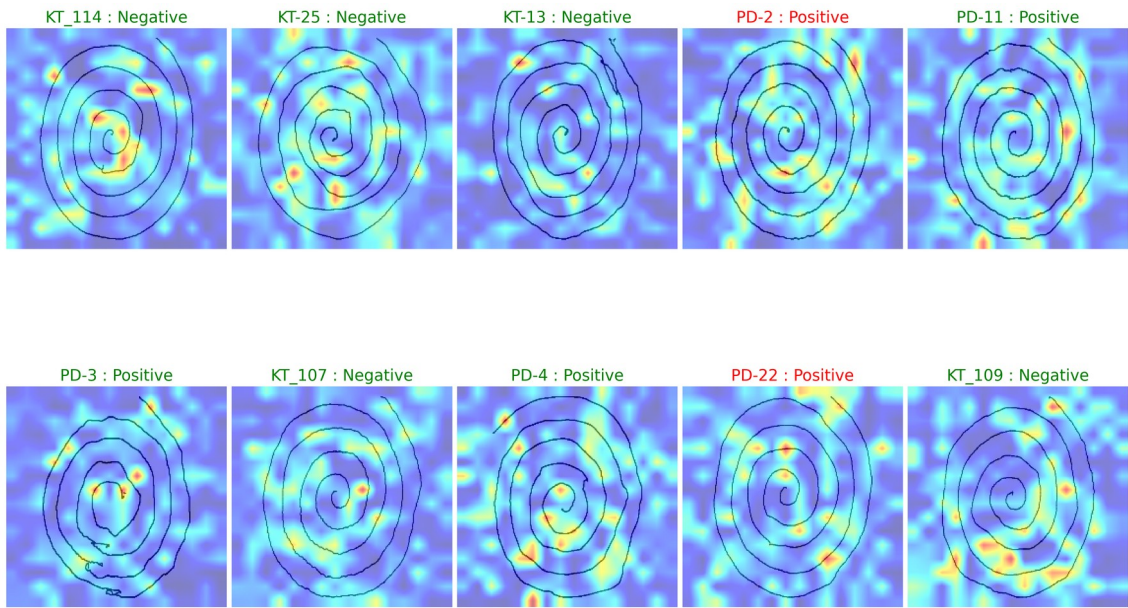 KT_114 : Negative
KT-25 : Negative
KT-13 : Negative
PD-2 : Positive
PD-11 : Positive
PD-3 : Positive
KT_107 : Negative
PD-4 : Positive
PD-22 : Positive
KT_109 : Negative